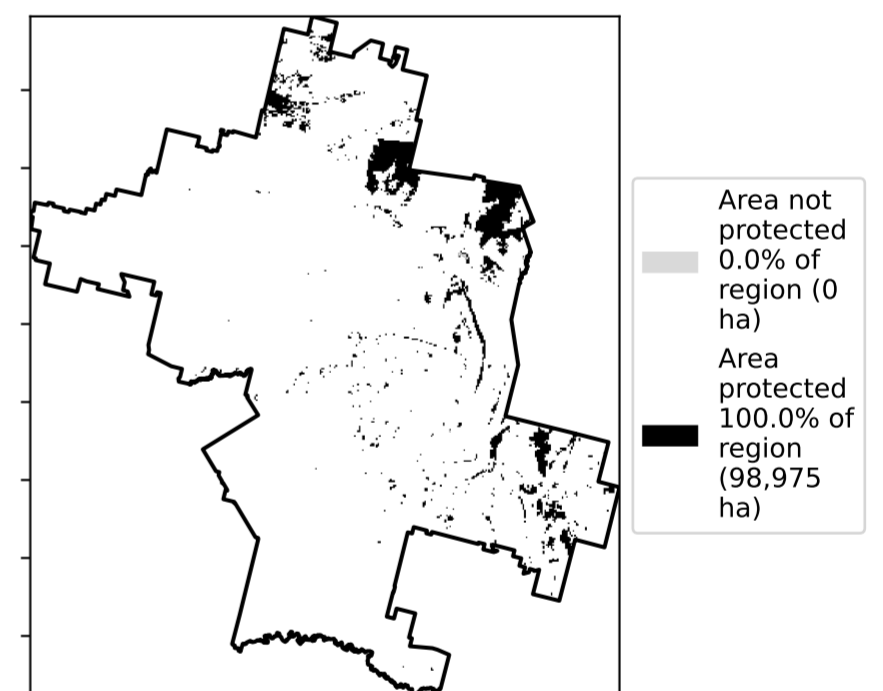 Area not
protected
0.0% of
region (0
ha)
Area
protected
100.0% of
region
(98,975
ha)